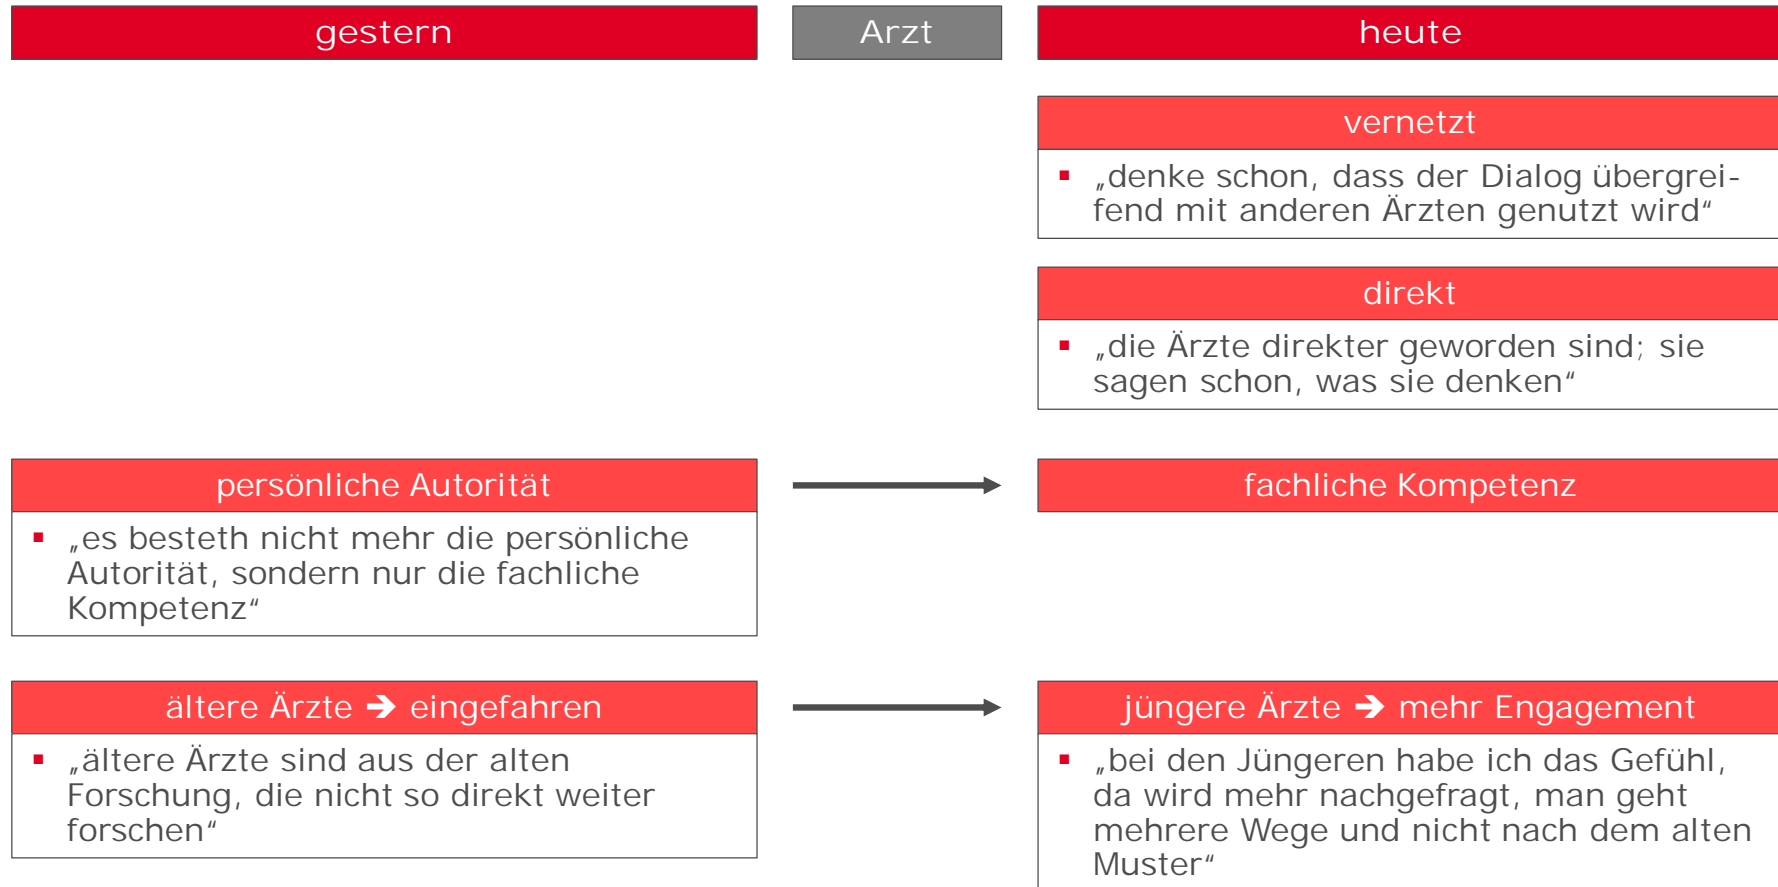 gestern
Arzt
heute
vernetzt
▪ „denke schon, dass der Dialog übergrei-
fend mit anderen Ärzten genutzt wird“
direkt
▪ „die Ärzte direkter geworden sind; sie
sagen schon, was sie denken“
persönliche Autorität
▪ „es besteth nicht mehr die persönliche
Autorität, sondern nur die fachliche
Kompetenz“
fachliche Kompetenz
ältere Ärzte ➔ eingefahren
▪ „ältere Ärzte sind aus der alten
Forschung, die nicht so direkt weiter
forschen“
jüngere Ärzte ➔ mehr Engagement
▪ „bei den Jüngeren habe ich das Gefühl,
da wird mehr nachgefragt, man geht
mehrere Wege und nicht nach dem alten
Muster“